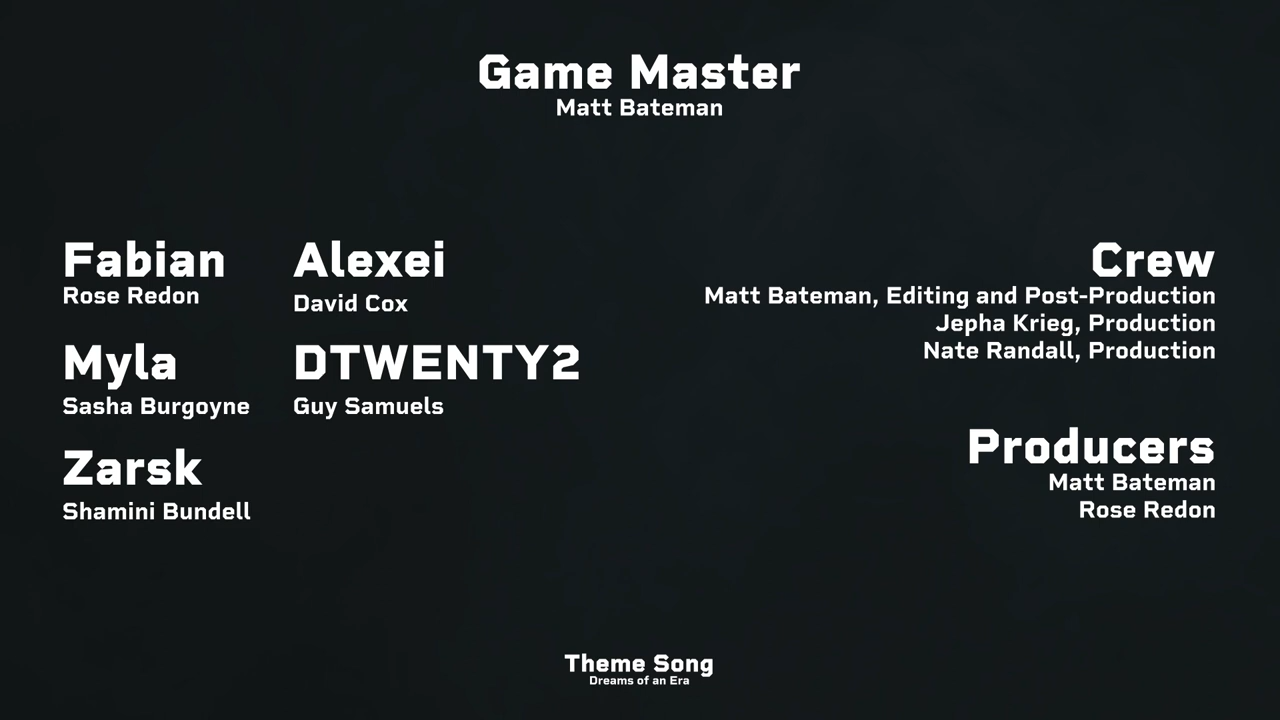 Game Master
Matt Bateman
Fabian
Rose Redon
Alexei
David Cox
Myla
Sasha Burgoyne
DTWENTY2
Guy Samuels
Zarsk
Shamini Bundell
Crew
Matt Bateman, Editing and Post-Production
Jepha Krieg, Production
Nate Randall, Production
Producers
Matt Bateman
Rose Redon
Theme Song
Dreams of an Era